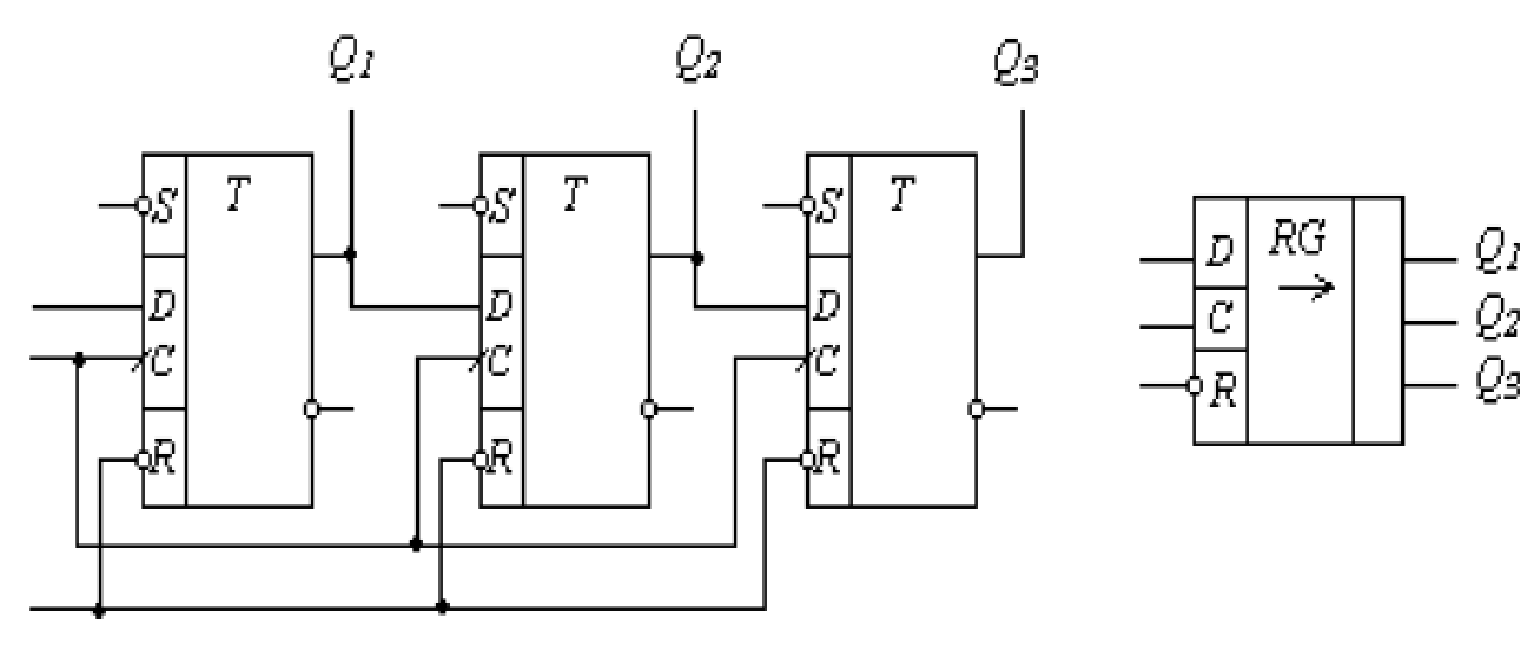 Q1 Q2 Q3
S T S T S T
D D D
C C C
R R R
D RG Q1
→
C Q2
R Q3